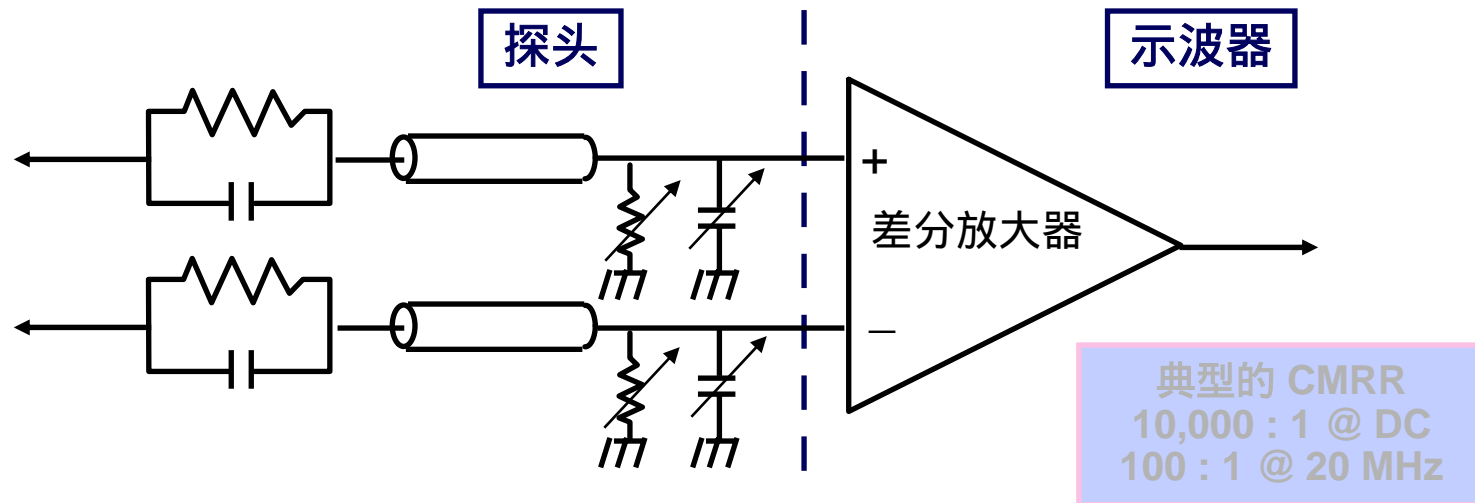 探头
示波器
+
差分放大器
–
典型的 CMRR
10,000 : 1 @ DC
100 : 1 @ 20 MHz